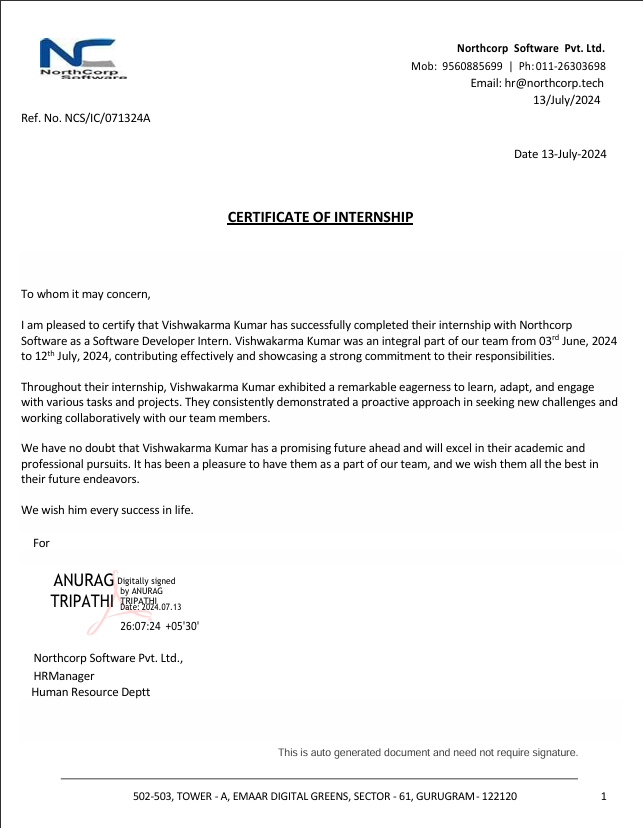 NC
NorthCorp
Software
Northcorp Software Pvt. Ltd.
Mob: 9560885699 | Ph:011-26303698
Email: hr@northcorp.tech
13/July/2024
Ref. No. NCS/IC/071324A
Date 13-July-2024
CERTIFICATE OF INTERNSHIP
To whom it may concern,
I am pleased to certify that Vishwakarma Kumar has successfully completed their internship with Northcorp
Software as a Software Developer Intern. Vishwakarma Kumar was an integral part of our team from 03rd June, 2024
to 12th July, 2024, contributing effectively and showcasing a strong commitment to their responsibilities.
Throughout their internship, Vishwakarma Kumar exhibited a remarkable eagerness to learn, adapt, and engage
with various tasks and projects. They consistently demonstrated a proactive approach in seeking new challenges and
working collaboratively with our team members.
We have no doubt that Vishwakarma Kumar has a promising future ahead and will excel in their academic and
professional pursuits. It has been a pleasure to have them as a part of our team, and we wish them all the best in
their future endeavors.
We wish him every success in life.
For
ANURAG
TRIPATHI
Digitally signed
by ANURAG
TRIPATHI
Date: 2024.07.13
26:07:24 +05'30'
Northcorp Software Pvt. Ltd.,
HRManager
Human Resource Deptt
This is auto generated document and need not require signature.
502-503, TOWER - A, EMAAR DIGITAL GREENS, SECTOR - 61, GURUGRAM- 122120
1